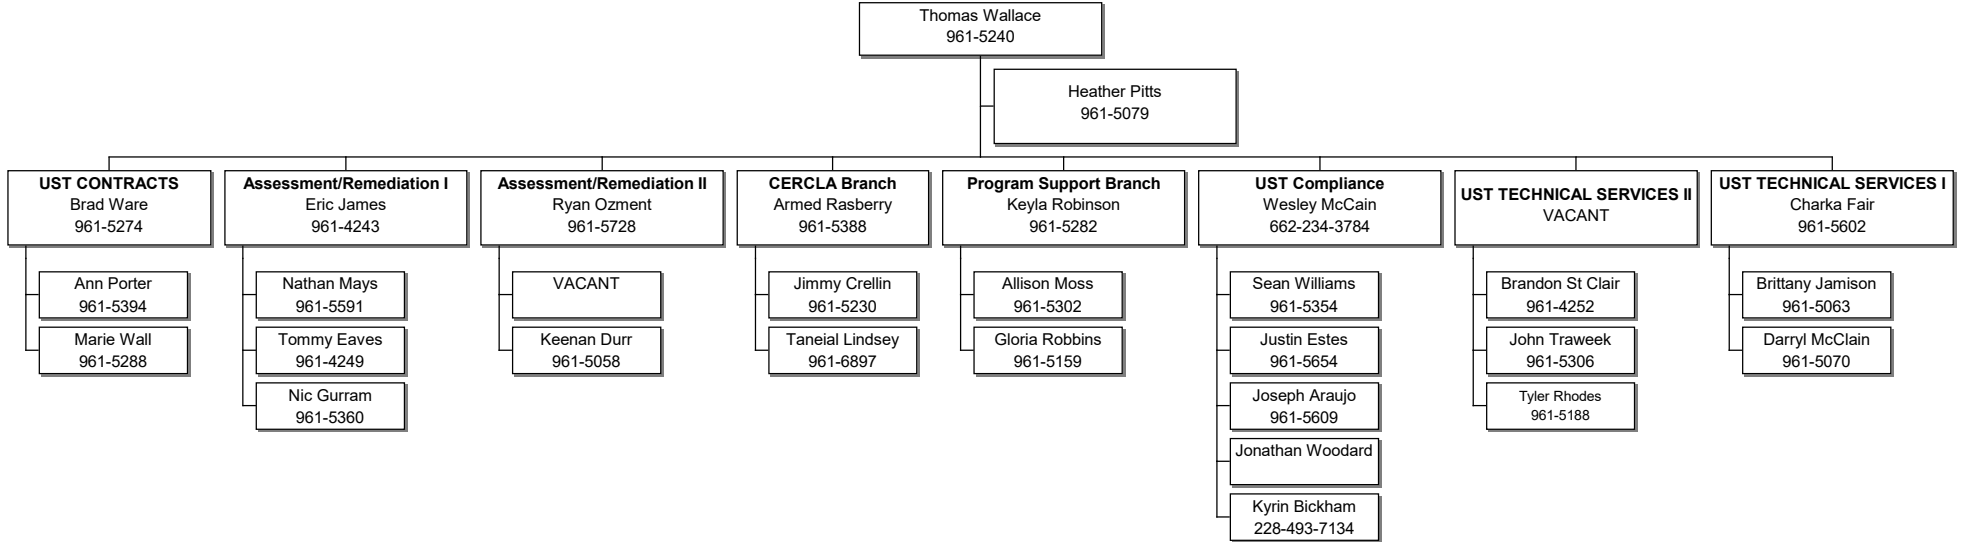 Thomas Wallace
961-5240
Heather Pitts
961-5079
UST CONTRACTS
Brad Ware
961-5274
Ann Porter
961-5394
Marie Wall
961-5288
Assessment/Remediation I
Eric James
961-4243
Nathan Mays
961-5591
Tommy Eaves
961-4249
Nic Gurram
961-5360
Assessment/Remediation II
Ryan Ozment
961-5728
VACANT
Keenan Durr
961-5058
CERCLA Branch
Armed Rasberry
961-5388
Jimmy Crellin
961-5230
Taneial Lindsey
961-6897
Program Support Branch
Keyla Robinson
961-5282
Allison Moss
961-5302
Gloria Robbins
961-5159
UST Compliance
Wesley McCain
662-234-3784
Sean Williams
961-5354
Justin Estes
961-5654
Joseph Araujo
961-5609
Jonathan Woodard
Kyrin Bickham
228-493-7134
UST TECHNICAL SERVICES II
VACANT
Brandon St Clair
961-4252
John Traweek
961-5306
Tyler Rhodes
961-5188
UST TECHNICAL SERVICES I
Charka Fair
961-5602
Brittany Jamison
961-5063
Darryl McClain
961-5070